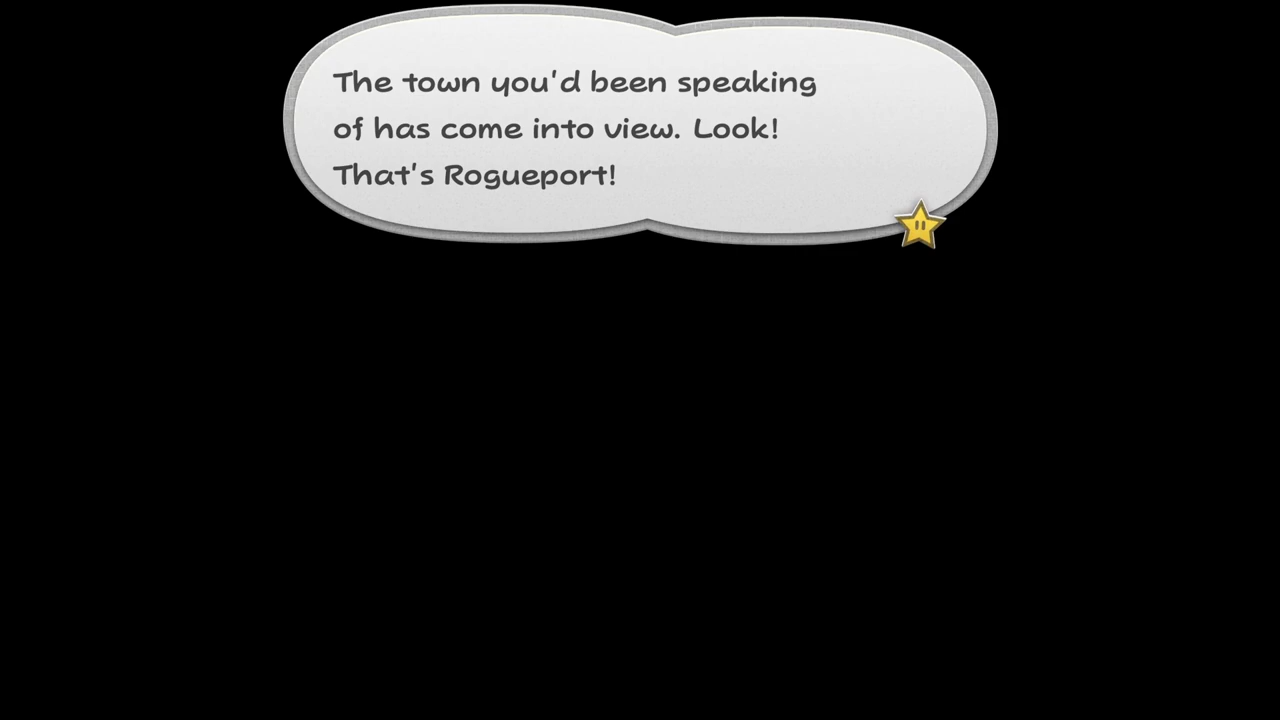 The town you'd been speaking
of has come into view. Look!
That's Rogueport!